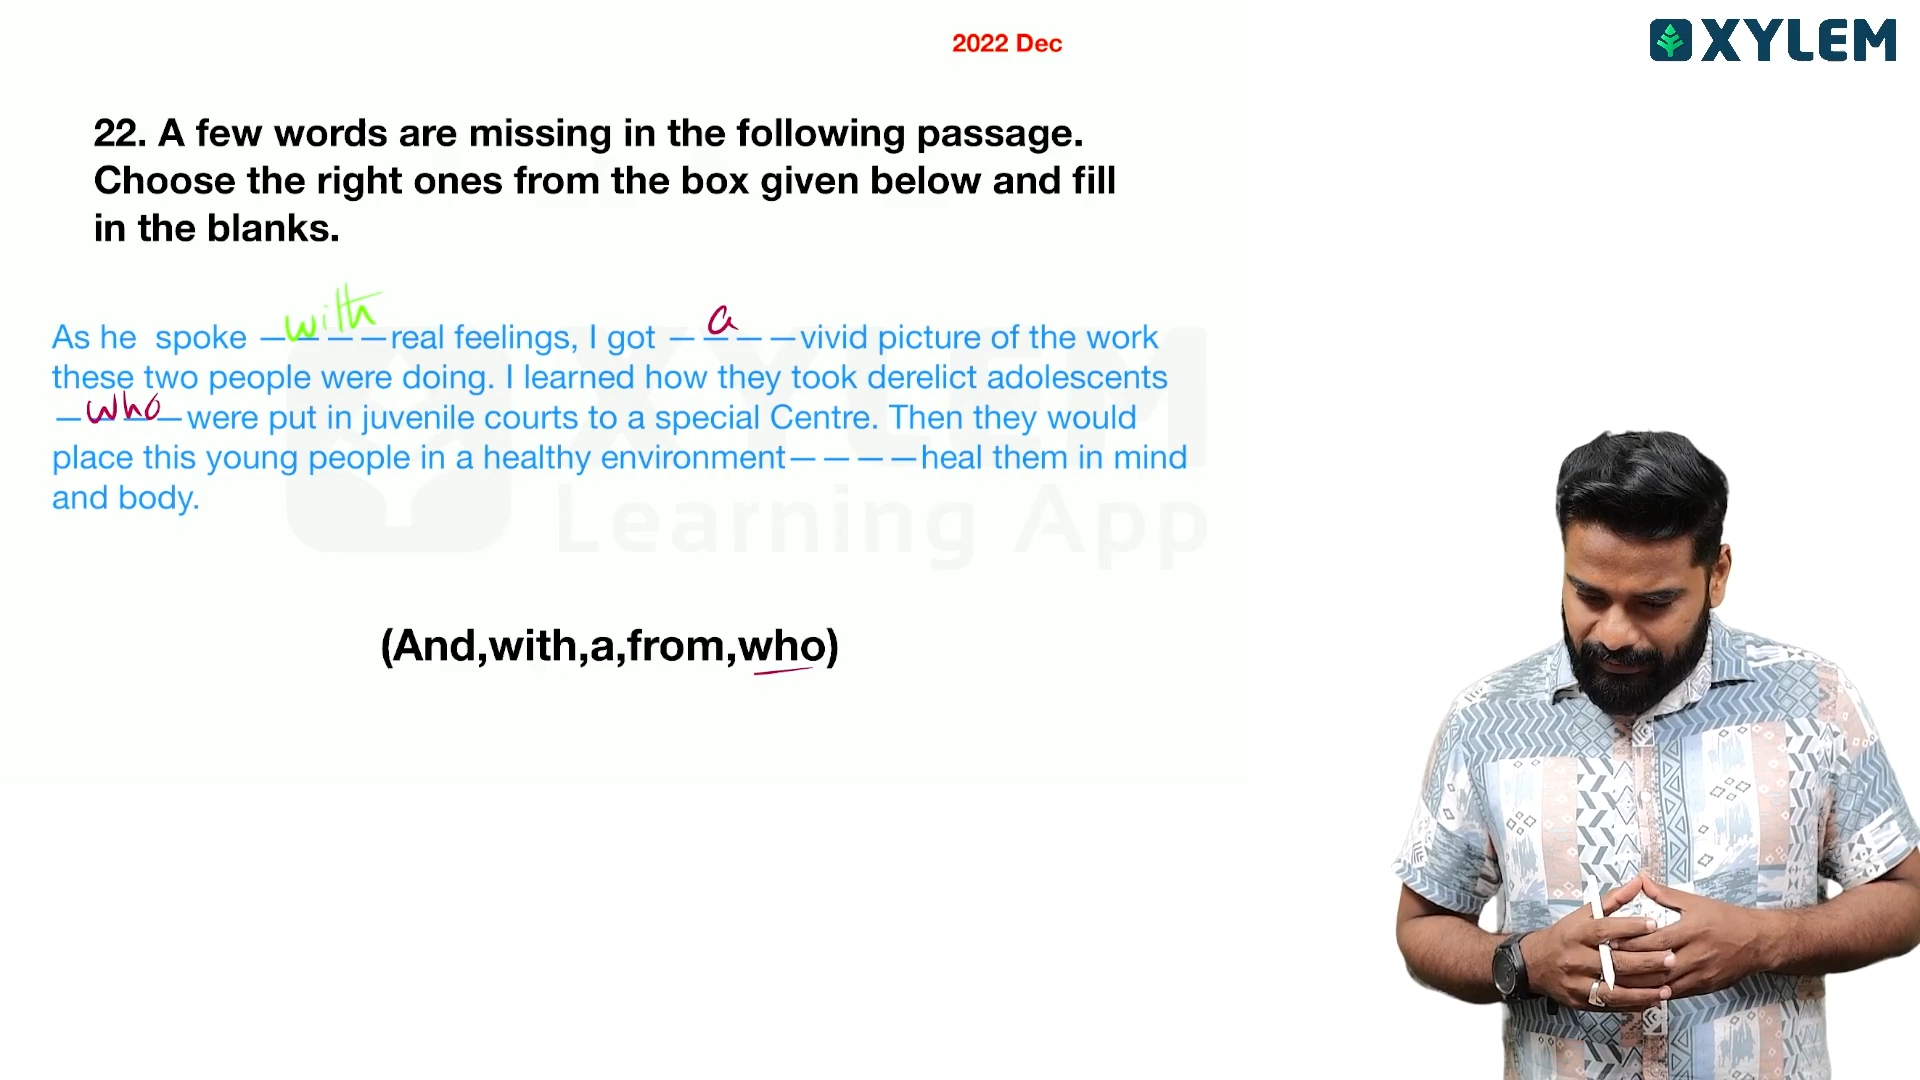 2022 Dec
XYLEM
22. A few words are missing in the following passage.
Choose the right ones from the box given below and fill
in the blanks.
As he spoke —with— — —real feelings, I got — a — —vivid picture of the work
these two people were doing. I learned how they took derelict adolescents
—who—were put in juvenile courts to a special Centre. Then they would
place this young people in a healthy environment— — — —heal them in mind
and body.
XYLEM
Learning App
(And,with,a,from,who)